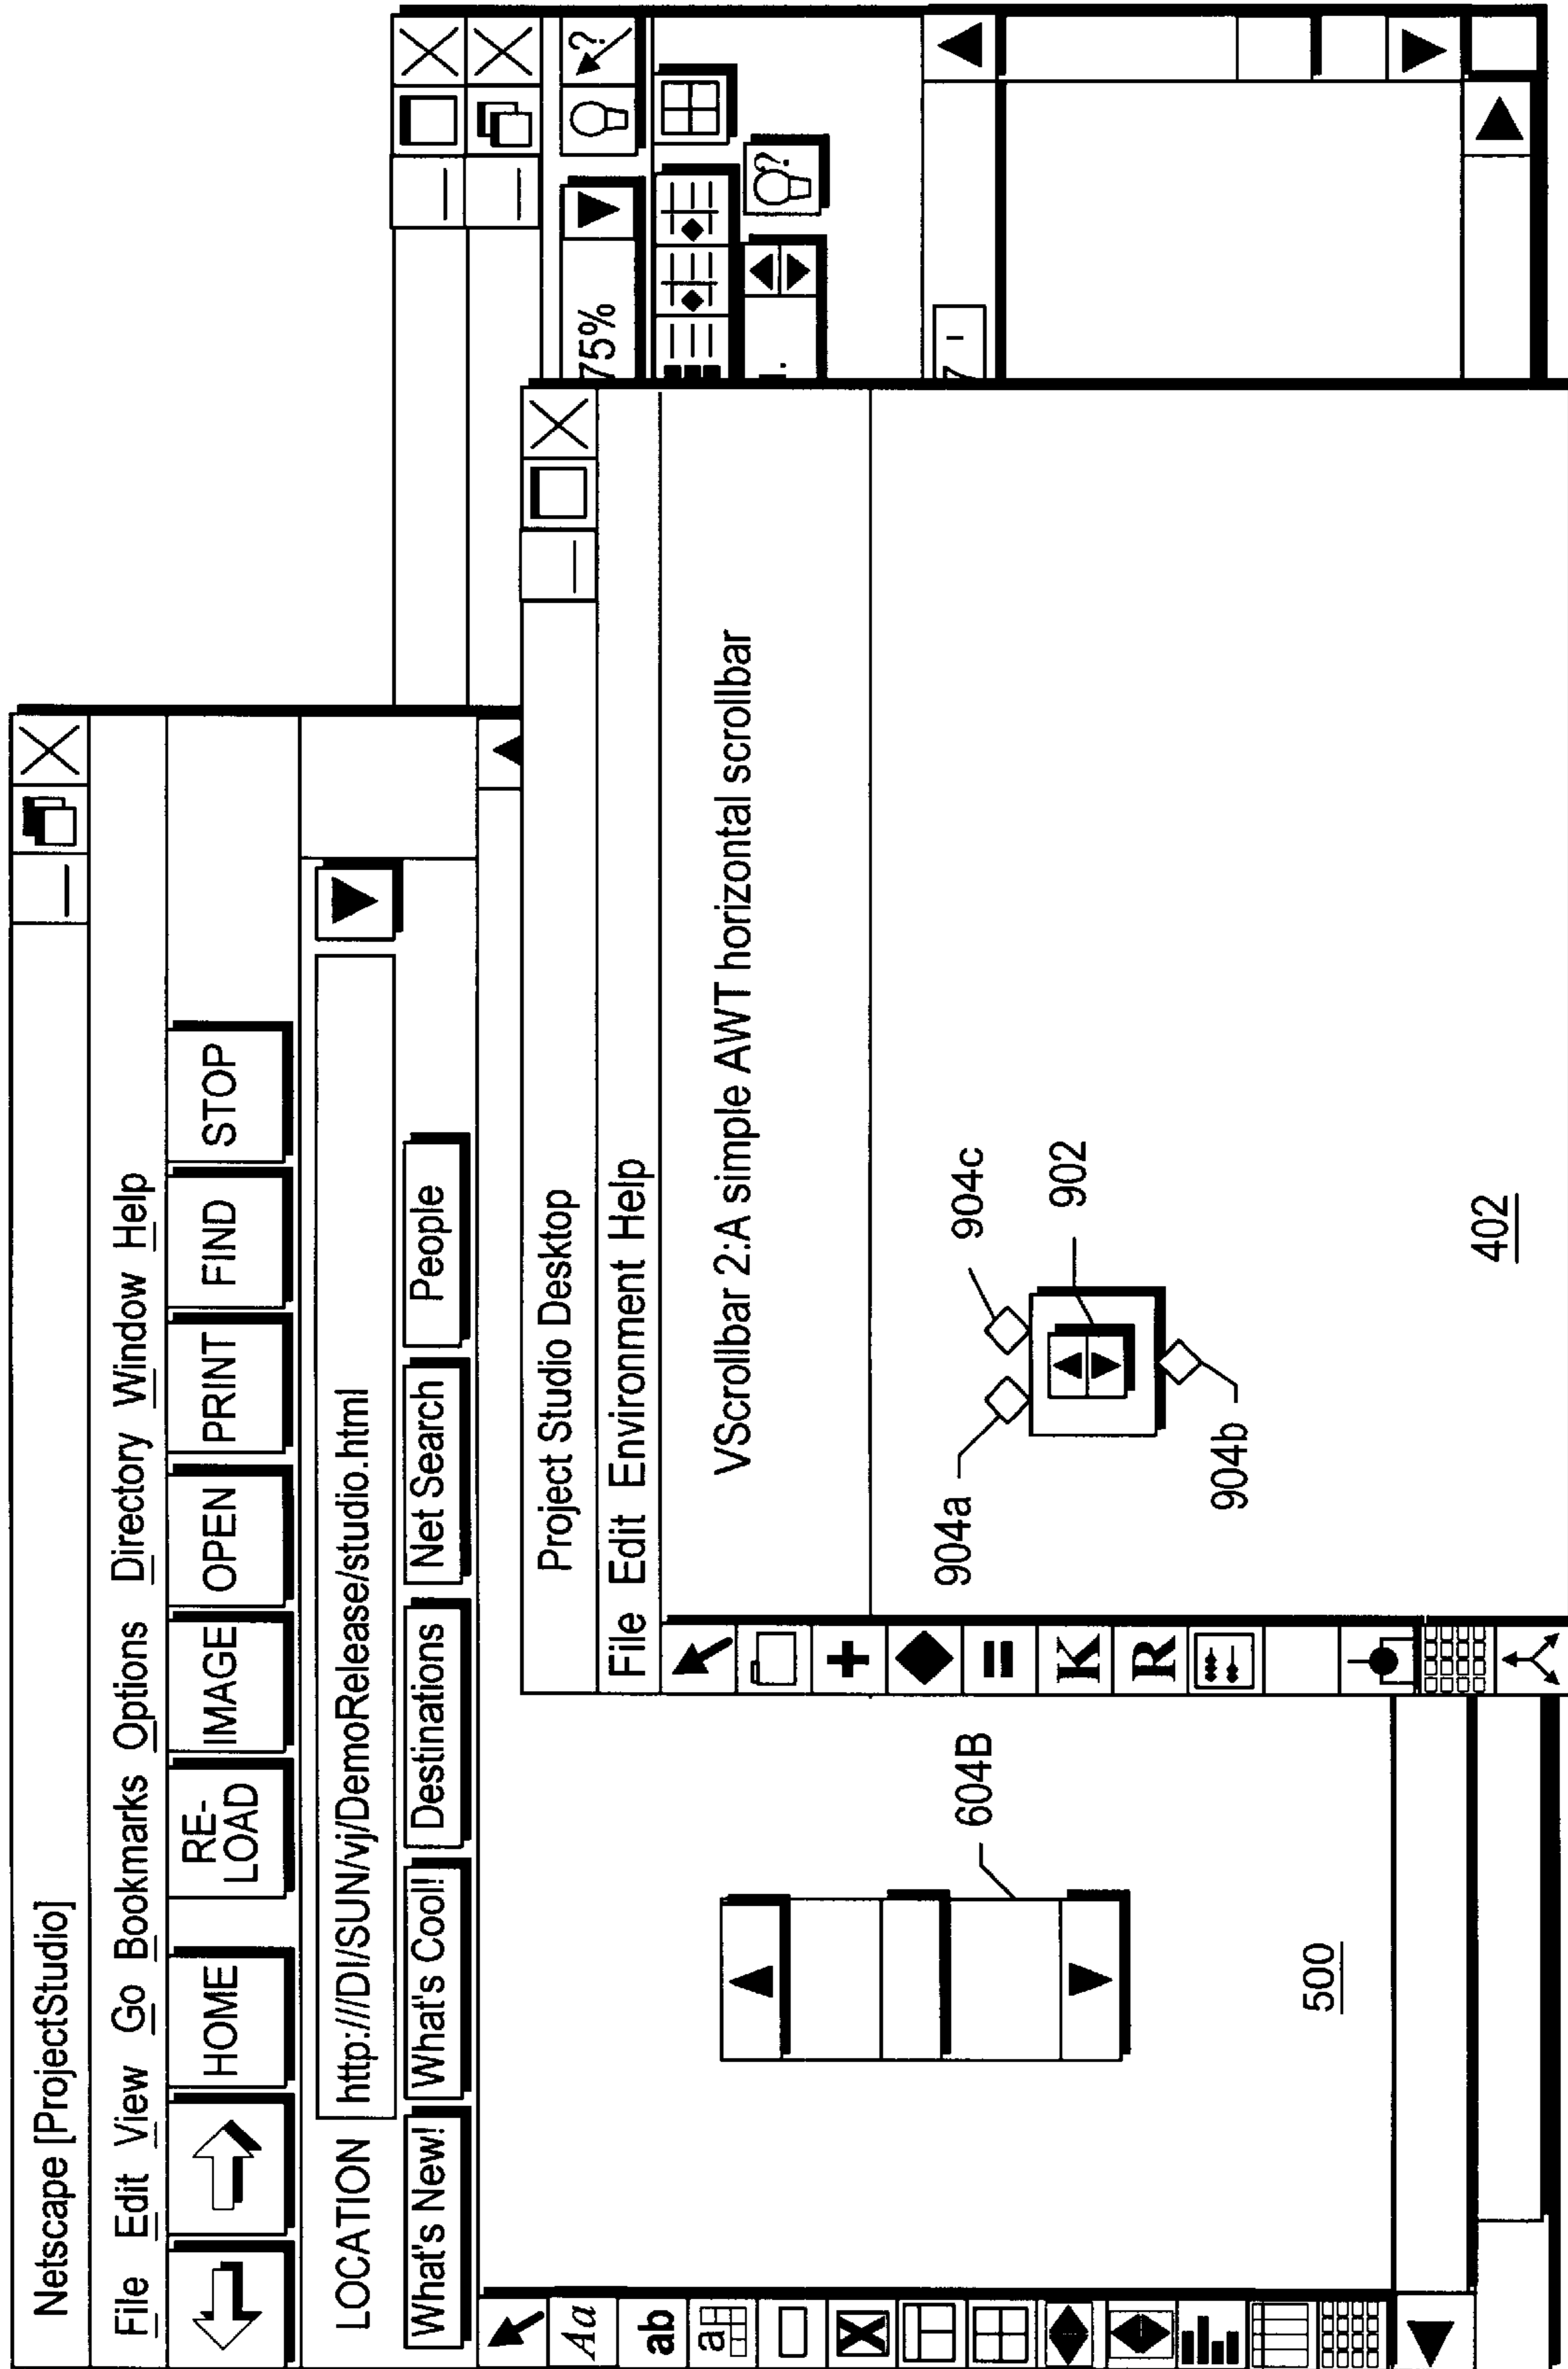 Netscape [ProjectStudio]
File Edit View Go Bookmarks Options Directory Window Help
HOME
RE-
LOAD
IMAGE
OPEN
PRINT
FIND
STOP
LOCATION http:///DI/SUN/vj/DemoRelease/studio.html
What's New! What's Cool! Destinations Net Search People
Aa
ab
a
604B
500
Project Studio Desktop
File Edit Environment Help
VScrollbar 2:A simple AWT horizontal scrollbar
+
=
K
R
904a
904c
902
904b
402
75%
?
?
7